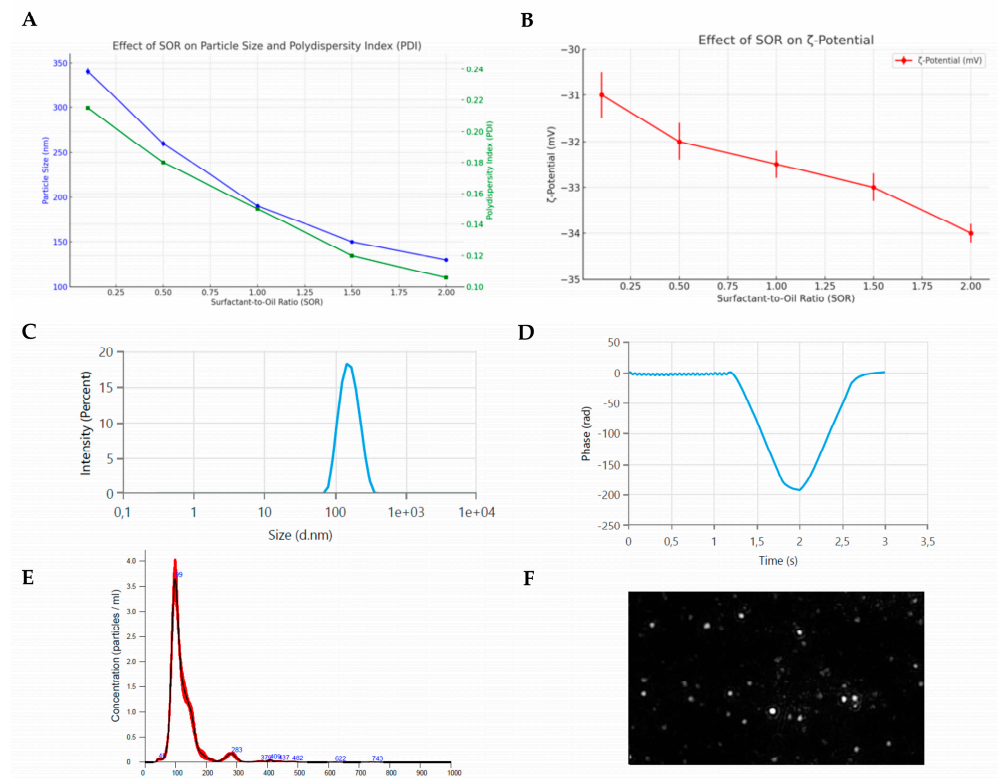 A
Effect of SOR on Particle Size and Polydispersity Index (PDI)
350
300
250
200
150
100
Particle Size (nm)
0.24
0.22
0.20
0.18
0.16
0.14
0.12
0.10
Polydispersity Index (PDI)
0.25 0.50 0.75 1.00 1.25 1.50 1.75 2.00
Surfactant-to-Oil Ratio (SOR)
B
Effect of SOR on ζ-Potential
ζ-Potential (mV)
−30
−31
−32
−33
−34
−35
ζ-Potential (mV)
0.25 0.50 0.75 1.00 1.25 1.50 1.75 2.00
Surfactant-to-Oil Ratio (SOR)
C
20
15
10
5
0
Intensity (Percent)
0,1 1 10 100 1e+03 1e+04
Size (d.nm)
D
50
0
-50
-100
-150
-200
-250
Phase (rad)
0 0,5 1 1,5 2 2,5 3 3,5
Time (s)
E
4.0
3.5
3.0
2.5
2.0
1.5
1.0
0.5
0
Concentration (particles / ml)
283
437 482 622 743
0 100 200 300 400 500 600 700 800 900 1000
F